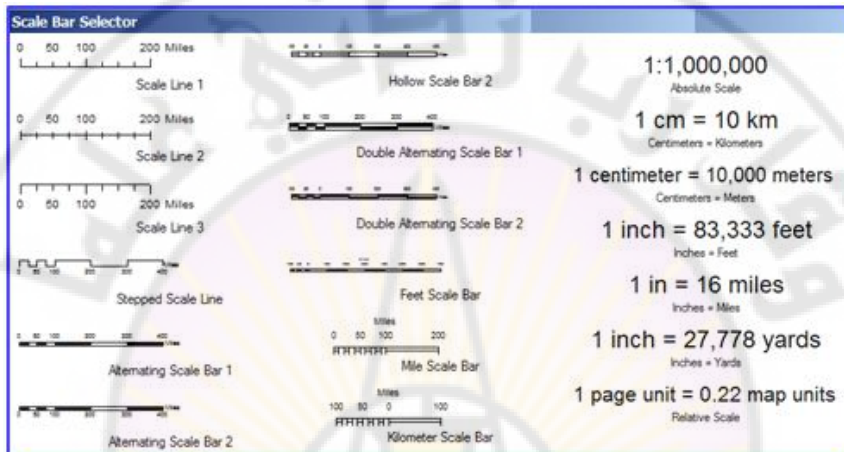 Scale Bar Selector
0 50 100 200 Miles
Scale Line 1
0 50 100 200 Miles
Scale Line 2
0 50 100 200 Miles
Scale Line 3
Stepped Scale Line
Alternating Scale Bar 1
Alternating Scale Bar 2
Hollow Scale Bar 2
Double Alternating Scale Bar 1
Double Alternating Scale Bar 2
Feet Scale Bar
Miles
0 50 100 200
Mile Scale Bar
Miles
100 50 0 100
Kilometer Scale Bar
1:1,000,000
Absolute Scale
1 cm = 10 km
Centimeters = Kilometers
1 centimeter = 10,000 meters
Centimeters = Meters
1 inch = 83,333 feet
Inches = Feet
1 in = 16 miles
Inches = Miles
1 inch = 27,778 yards
Inches = Yards
1 page unit = 0.22 map units
Relative Scale